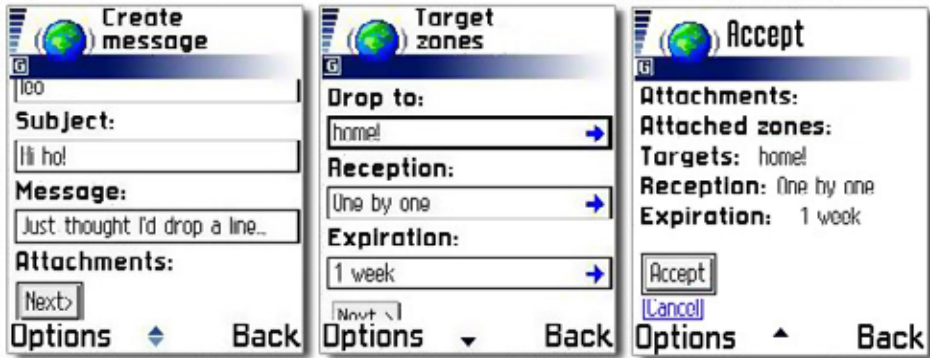 Create
message
G
Subject:
Hi ho!
Message:
Just thought I'd drop a line...
Attachments:
Next>
Options
Back
Target
zones
G
Drop to:
home!
Reception:
One by one
Expiration:
1 week
Next >
Options
Back
Accept
G
Attachments:
Attached zones:
Targets: home!
Reception: One by one
Expiration: 1 week
Accept
[Cancel]
Back